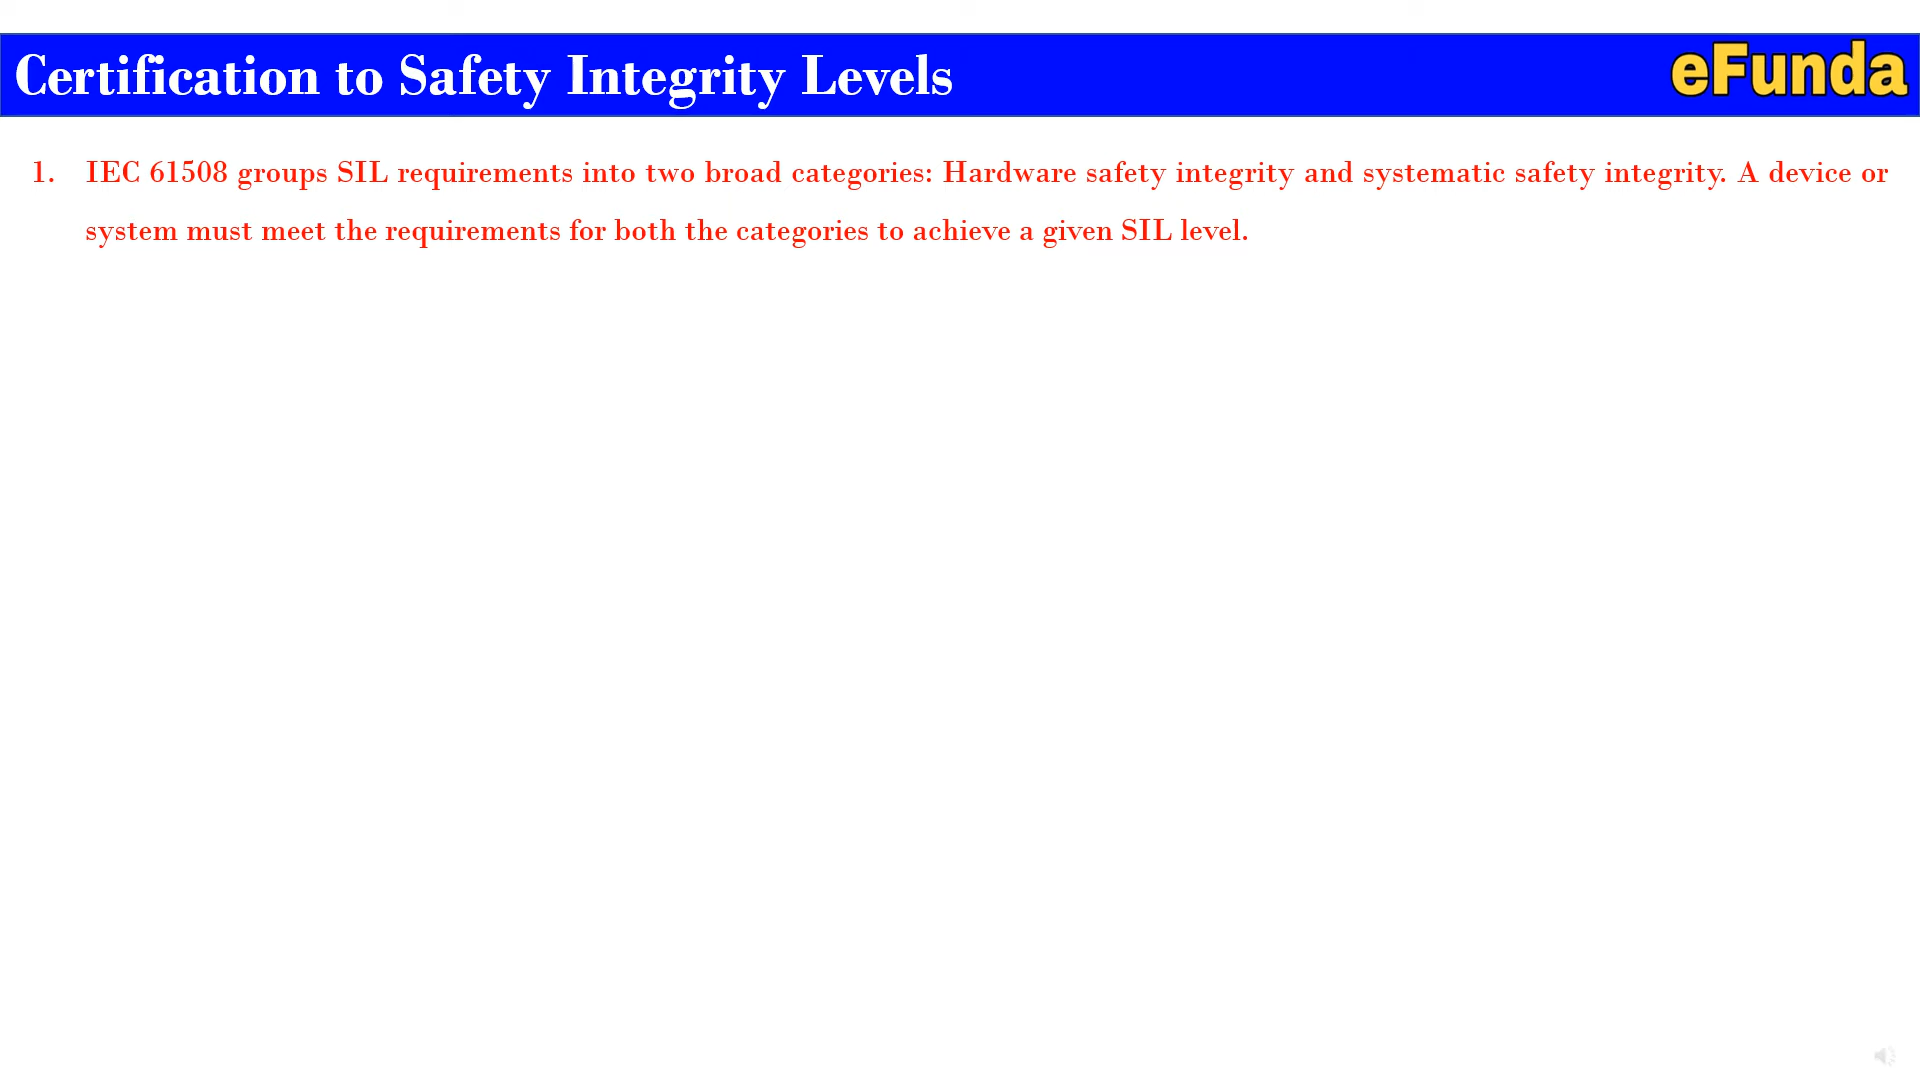 Certification to Safety Integrity Levels
eFunda
1. IEC 61508 groups SIL requirements into two broad categories: Hardware safety integrity and systematic safety integrity. A device or
system must meet the requirements for both the categories to achieve a given SIL level.